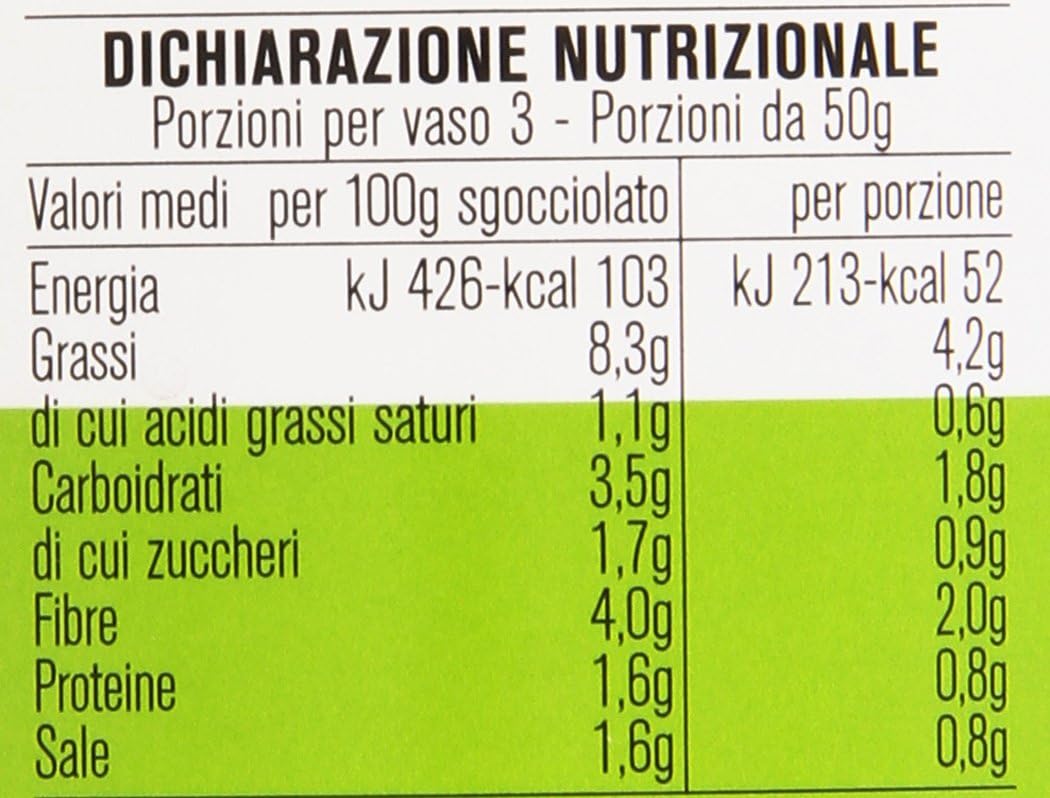 DICHIARAZIONE NUTRIZIONALE
Porzioni per vaso 3 - Porzioni da 50g
Valori medi per 100g sgocciolato per porzione
Energia kJ 426-kcal 103 kJ 213-kcal 52
Grassi 8,3g 4,2g
di cui acidi grassi saturi 1,1g 0,6g
Carboidrati 3,5g 1,8g
di cui zuccheri 1,7g 0,9g
Fibre 4,0g 2,0g
Proteine 1,6g 0,8g
Sale 1,6g 0,8g